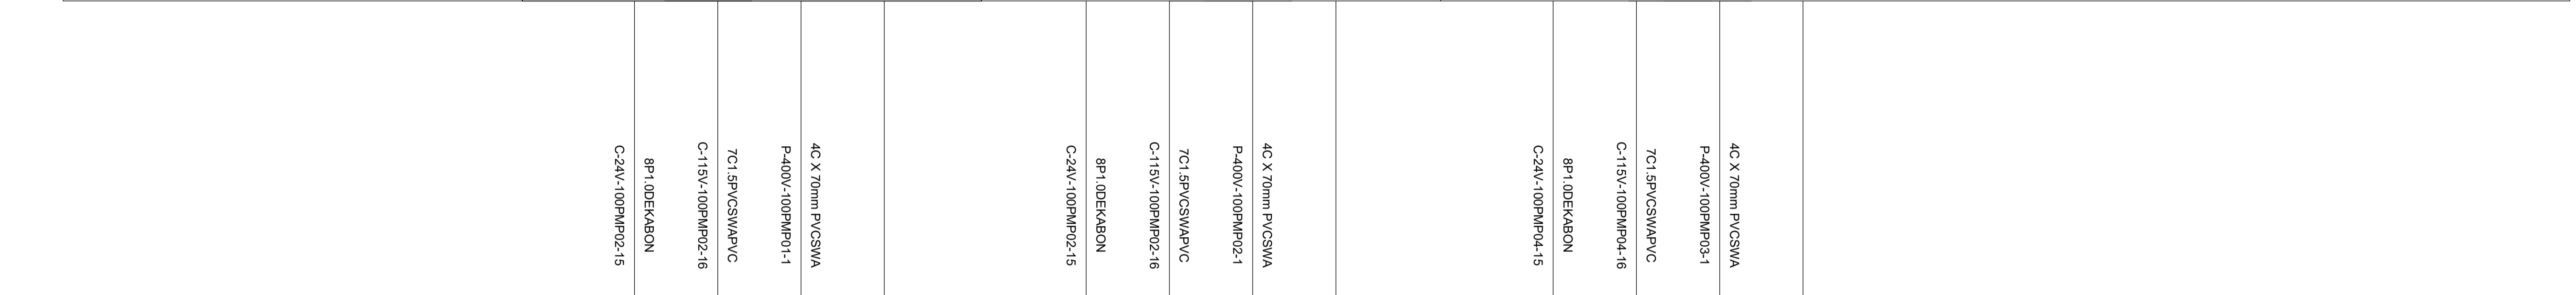 C-24V-100PMP02-15
8P1.0DEKABON
C-115V-100PMP02-16
7C1.5PVCSWAPVC
P-400V-100PMP01-1
4C X 70mm PVCSWA
C-24V-100PMP02-15
8P1.0DEKABON
C-115V-100PMP02-16
7C1.5PVCSWAPVC
P-400V-100PMP02-1
4C X 70mm PVCSWA
C-24V-100PMP04-15
8P1.0DEKABON
C-115V-100PMP04-16
7C1.5PVCSWAPVC
P-400V-100PMP03-1
4C X 70mm PVCSWA